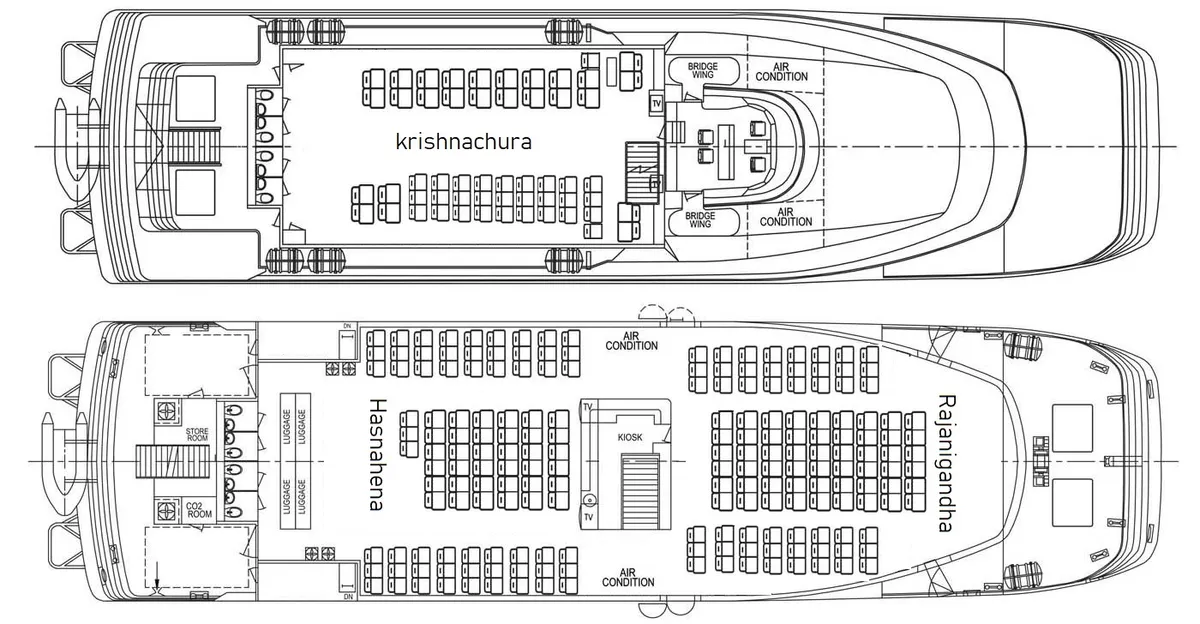 BRIDGE
WING
AIR
CONDITION
TV
krishnachura
TV
BRIDGE
WING
AIR
CONDITION
DN
AIR
CONDITION
LUGGAGE
LUGGAGE
Hasnahena
TV
KIOSK
Rajanigandha
STORE
ROOM
LUGGAGE
LUGGAGE
CO2
ROOM
TV
AIR
CONDITION
DN